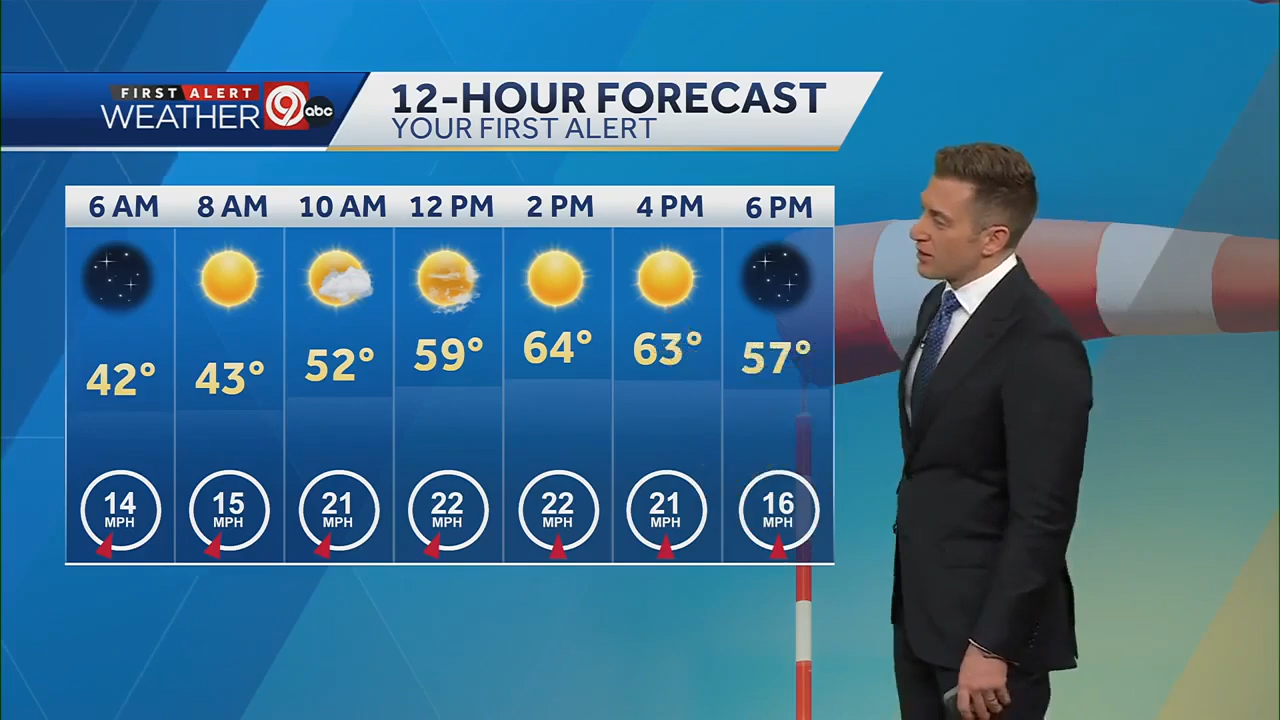 FIRST ALERT
WEATHER 9 abc
12-HOUR FORECAST
YOUR FIRST ALERT
6 AM 8 AM 10 AM 12 PM 2 PM 4 PM 6 PM
42° 43° 52° 59° 64° 63° 57°
14 15 21 22 22 21 16
MPH MPH MPH MPH MPH MPH MPH